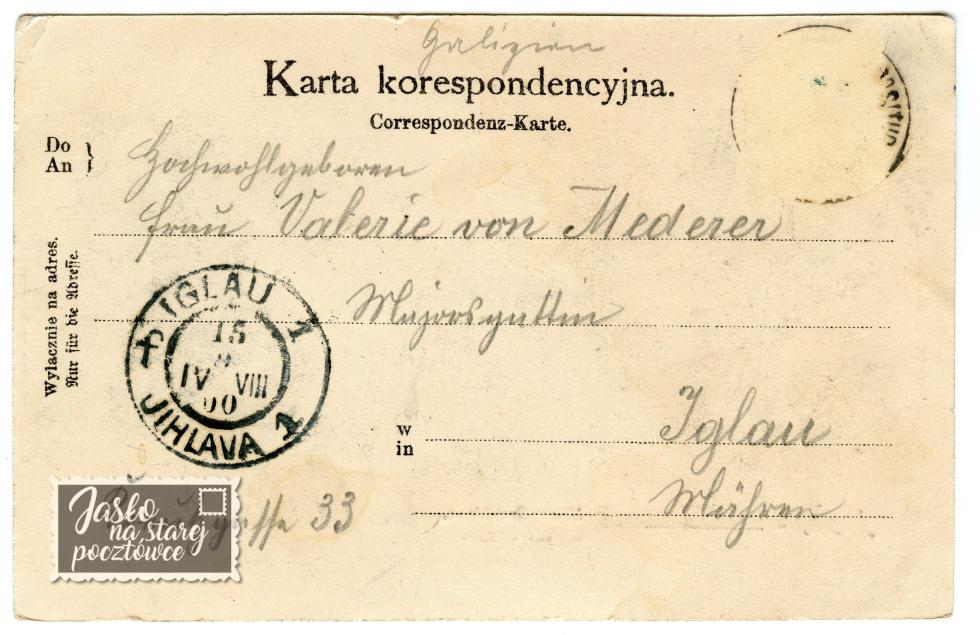 Galizien
Karta korespondencyjna.
Correspondenz-Karte.
Do
An
Hochwohlgeboren
Frau Valerie von Mederer
Majorsgattin
Wyłacznie na adres.
Nur für die Adresse.
IGLAU 1
15
IV VIII
00
JIHLAVA 1
w
in
Iglau
Mähren
33
Jasło
na starej
pocztówce